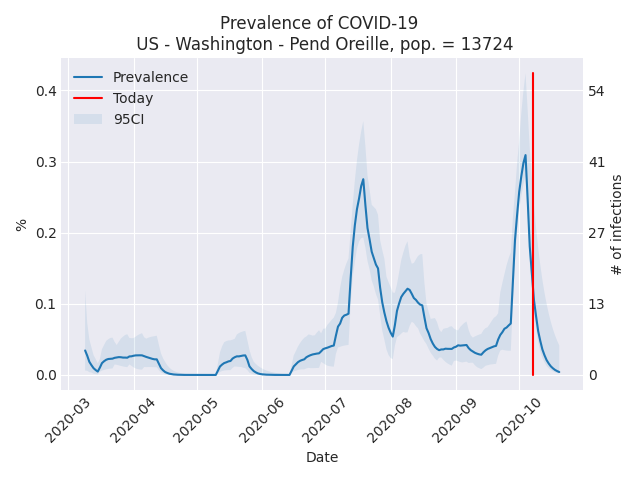 Prevalence of COVID-19
US - Washington - Pend Oreille, pop. = 13724
Prevalence
Today
95CI
%
0.4
0.3
0.2
0.1
0.0
54
41
27
13
0
# of infections
2020-03
2020-04
2020-05
2020-06
2020-07
2020-08
2020-09
2020-10
Date